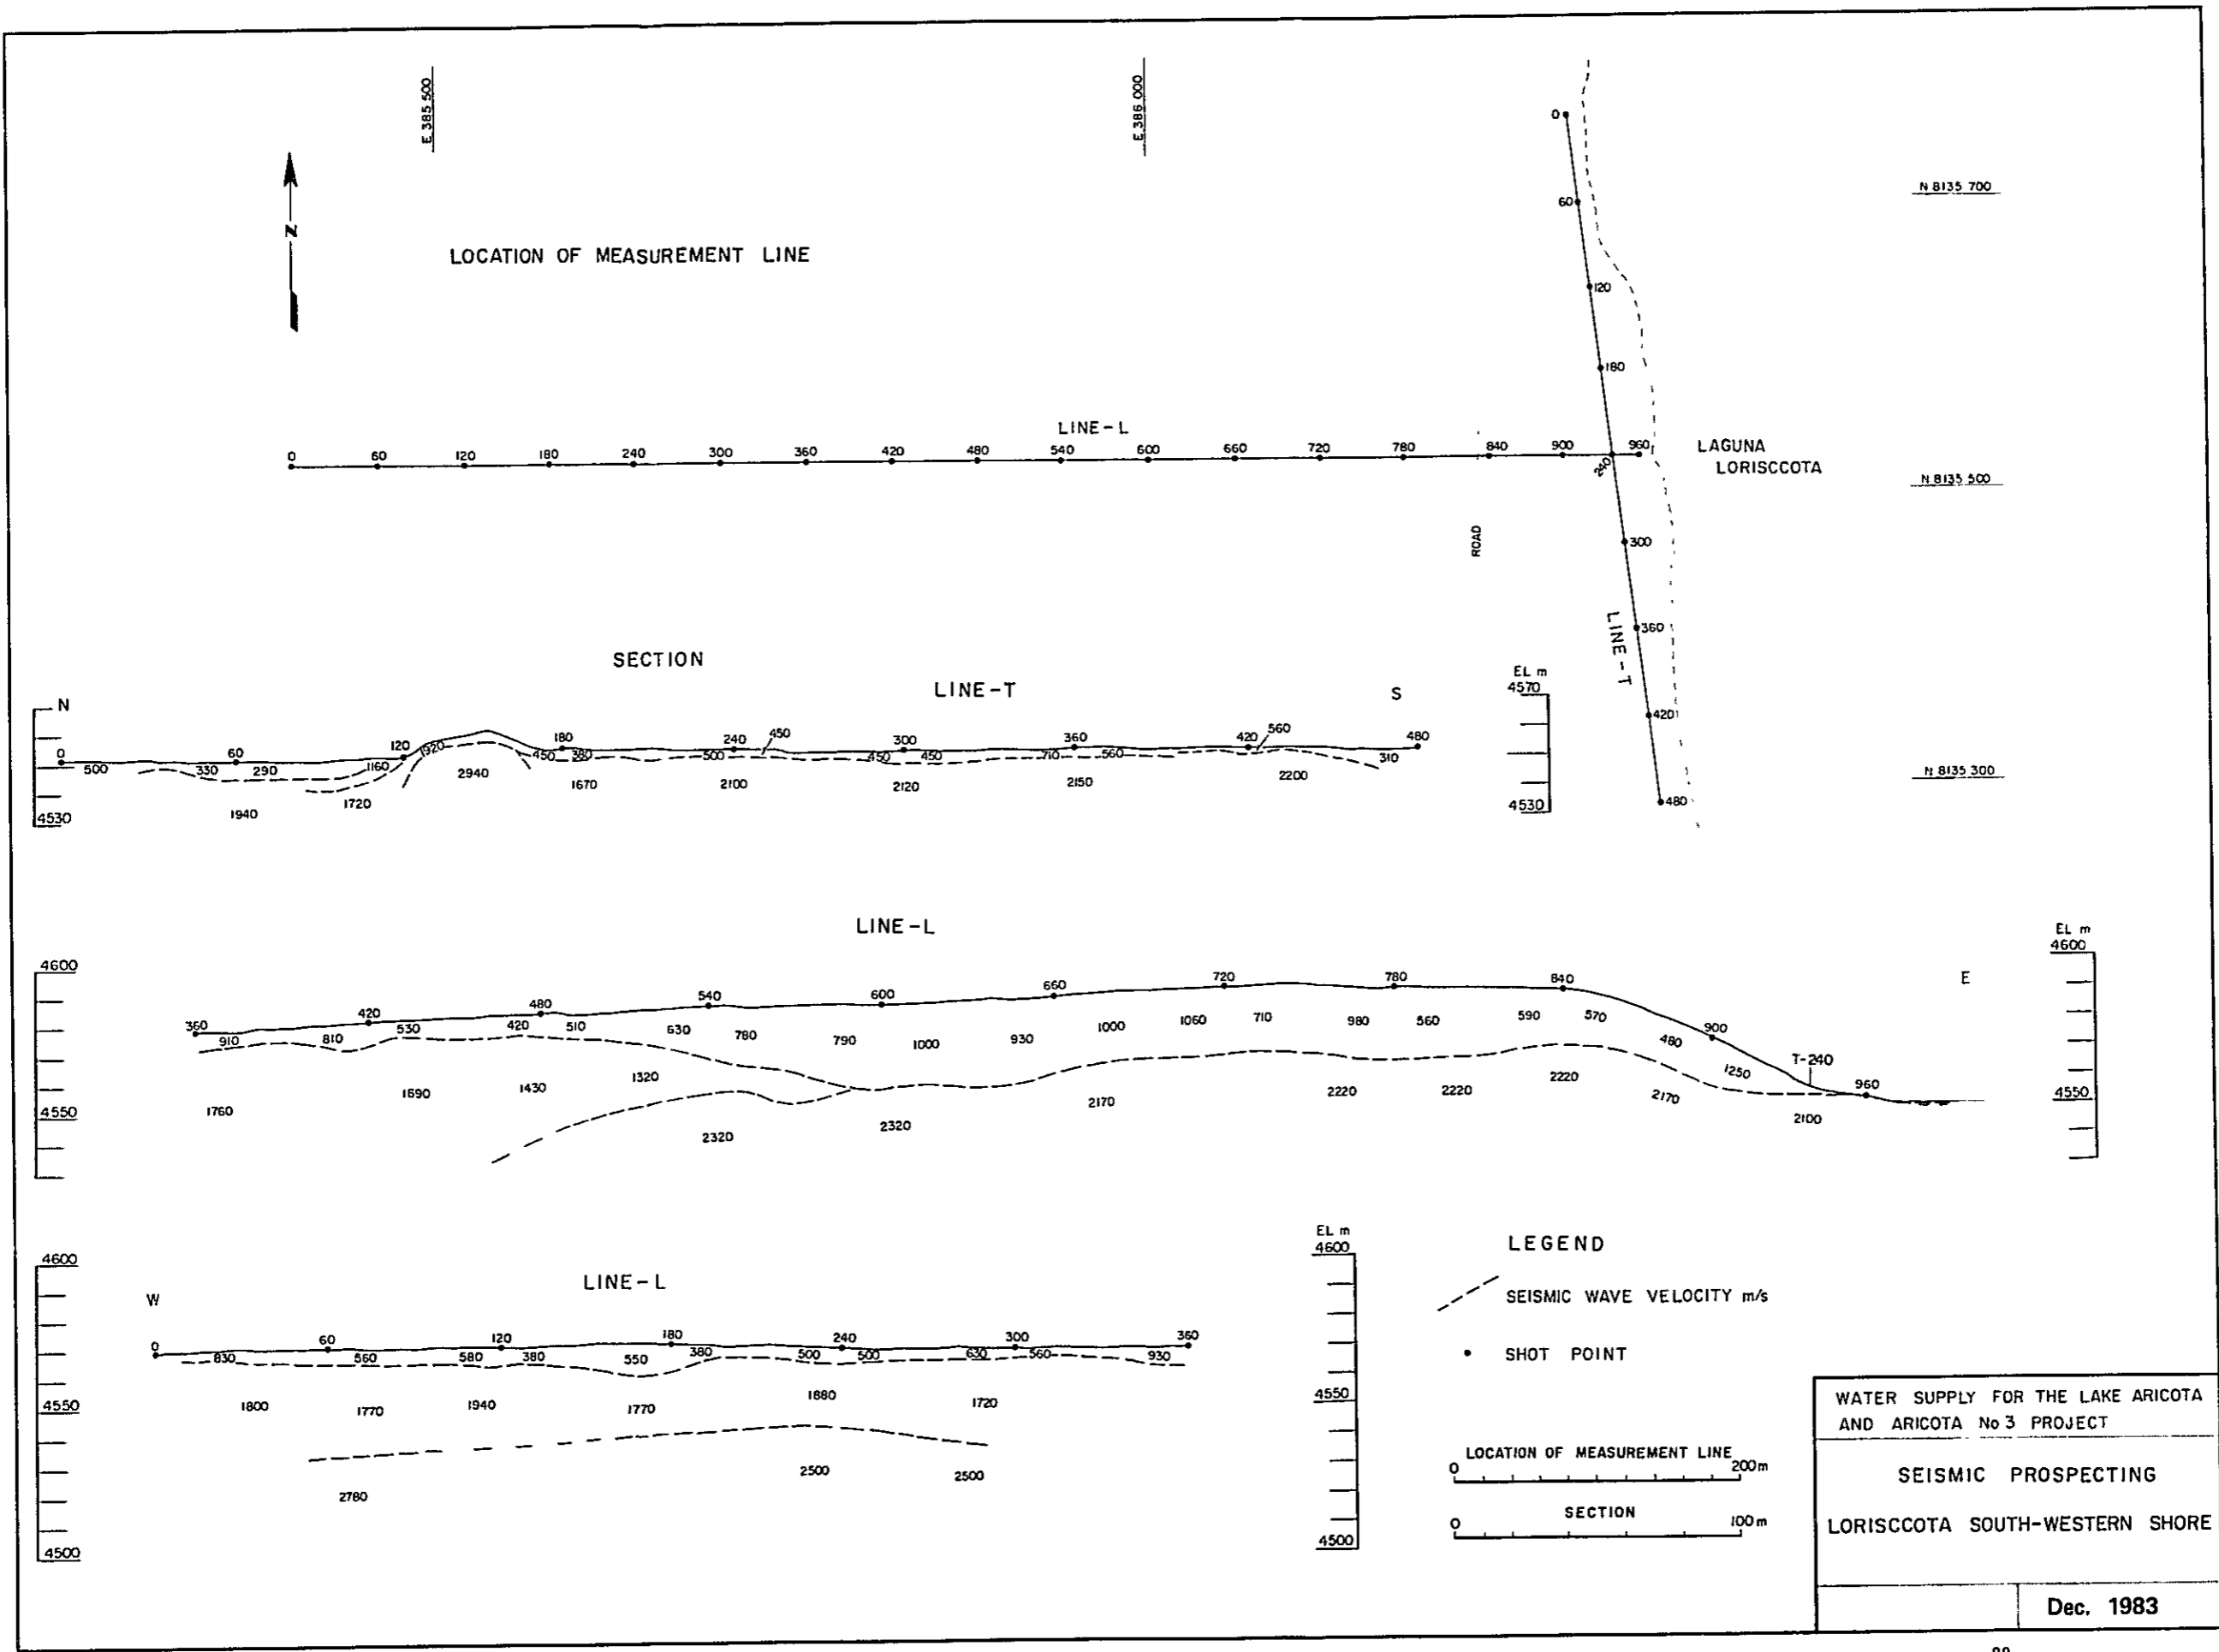 E 385 500
E 386 000
N
LOCATION OF MEASUREMENT LINE
N 8135 700
N 8135 500
N 8135 300
LINE-L
0 60 120 180 240 300 360 420 480 540 600 660 720 780 840 900 960
LAGUNA
LORISCCOTA
ROAD
0
60
120
180
240
300
360
420
480
LINE-T
SECTION
LINE-T
N
S
EL m
4570
4530
4530
0 60 120 180 240 300 360 420 480
500 330 290 1160 1920 450 380 500 450 450 450 710 560 560 310
1940 1720 2940 1670 2100 2120 2150 2200
LINE-L
E
EL m
4600
4550
4600
4550
360 420 480 540 600 660 720 780 840 900 T-240 960
910 810 530 420 510 630 780 790 1000 930 1000 1060 710 980 560 590 570 480 1250
1760 1690 1430 1320
2320 2320 2170 2220 2220 2220 2170 2100
LINE-L
W
EL m
4600
4550
4500
4600
4550
4500
0 60 120 180 240 300 360
830 560 580 380 550 380 500 500 630 560 930
1800 1770 1940 1770 1880 1720
2780 2500 2500
LEGEND
SEISMIC WAVE VELOCITY m/s
SHOT POINT
LOCATION OF MEASUREMENT LINE
0 200m
SECTION
0 100m
WATER SUPPLY FOR THE LAKE ARICOTA
AND ARICOTA No 3 PROJECT
SEISMIC PROSPECTING
LORISCCOTA SOUTH-WESTERN SHORE
Dec. 1983